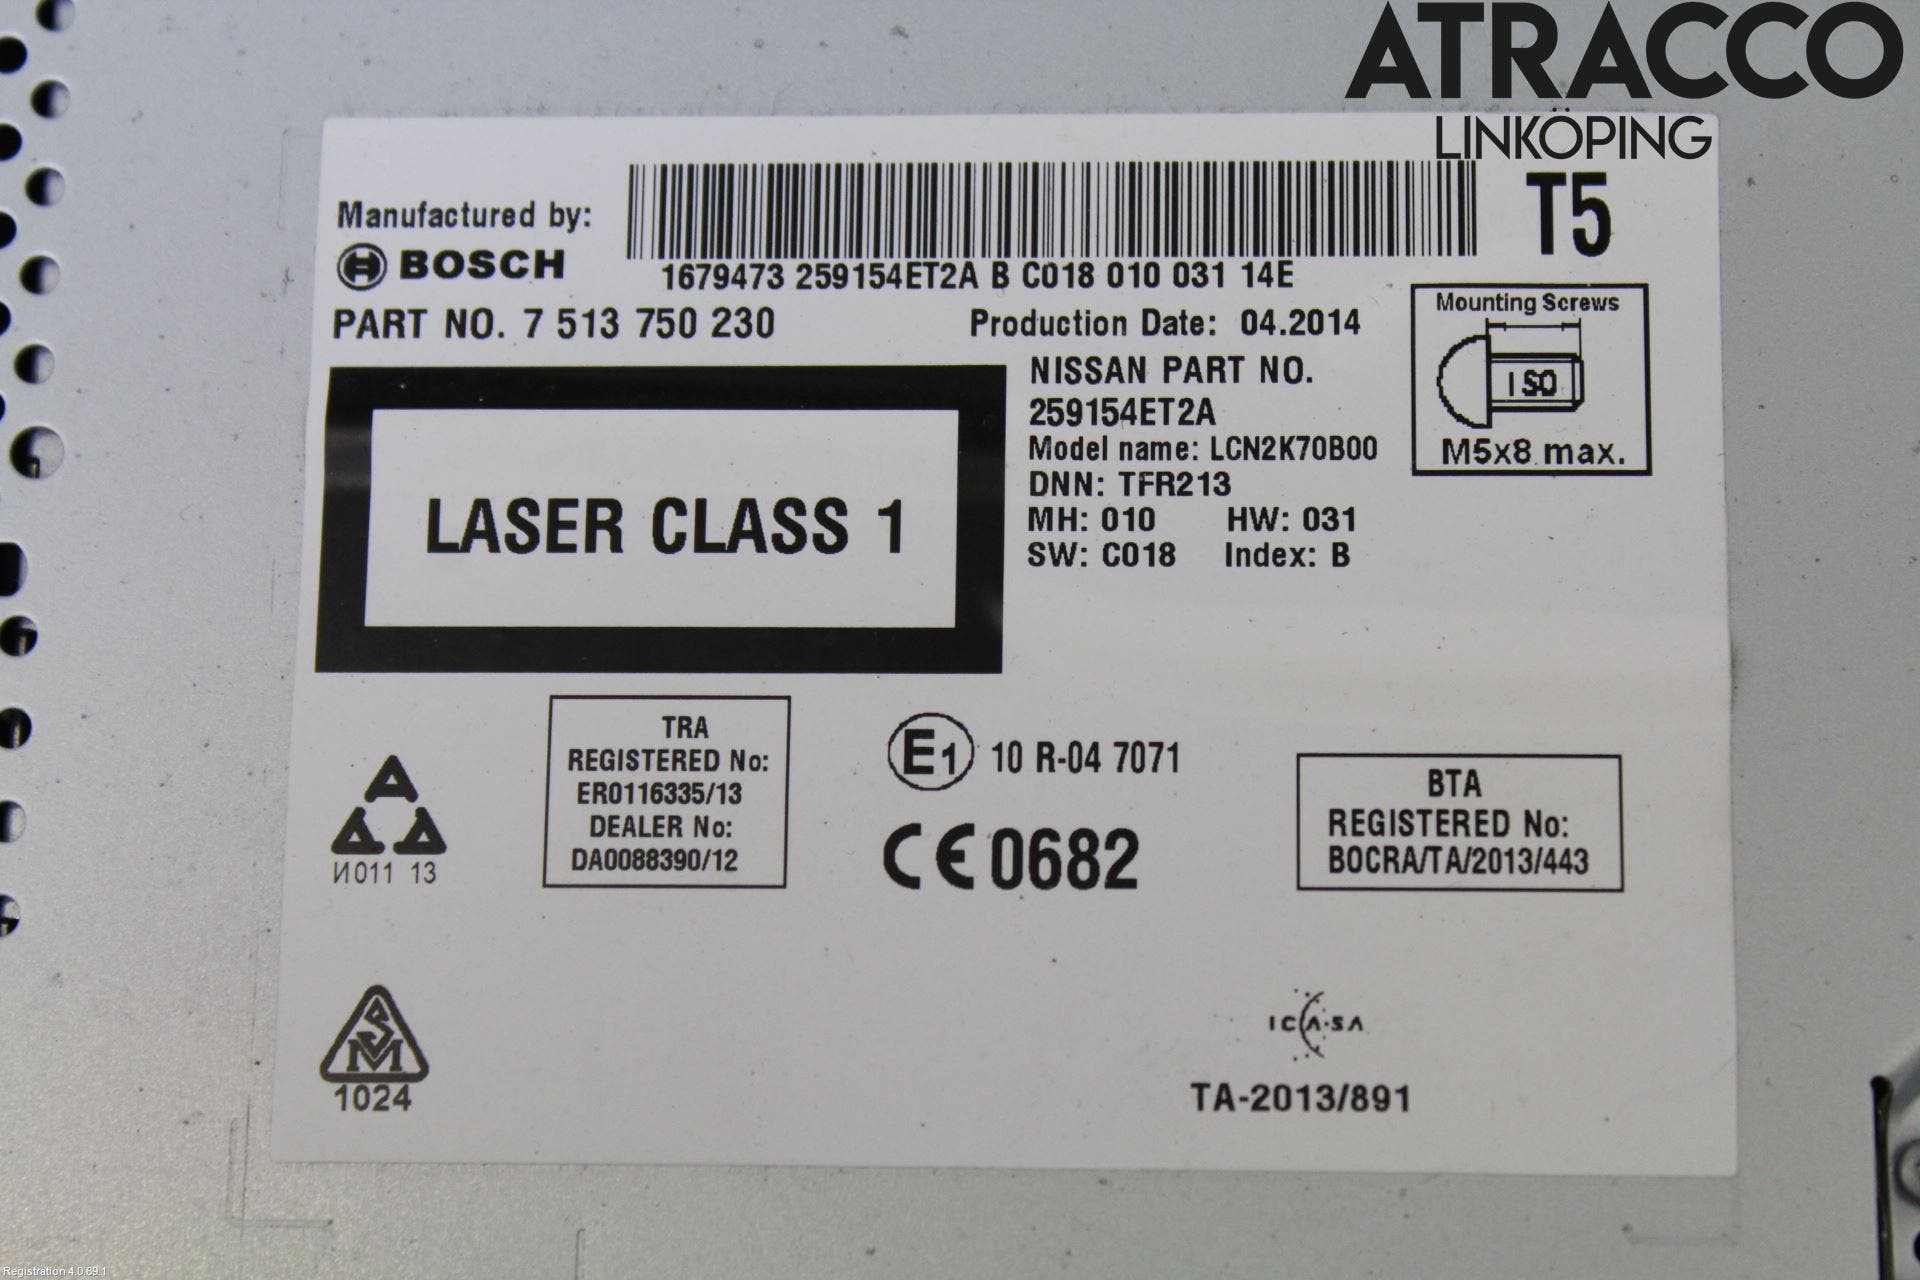 ATRACCO
LINKÖPING
Manufactured by:
BOSCH
1679473 259154ET2A B C018 010 031 14E
T5
PART NO. 7 513 750 230
Production Date: 04.2014
Mounting Screws
ISO
M5x8 max.
NISSAN PART NO.
259154ET2A
Model name: LCN2K70B00
DNN: TFR213
MH: 010 HW: 031
SW: C018 Index: B
LASER CLASS 1
TRA
REGISTERED No:
ER0116335/13
DEALER No:
DA0088390/12
E1 10 R-04 7071
CE 0682
BTA
REGISTERED No:
BOCRA/TA/2013/443
И011 13
SM
1024
ICASA
TA-2013/891
Registration 4.0.69.1